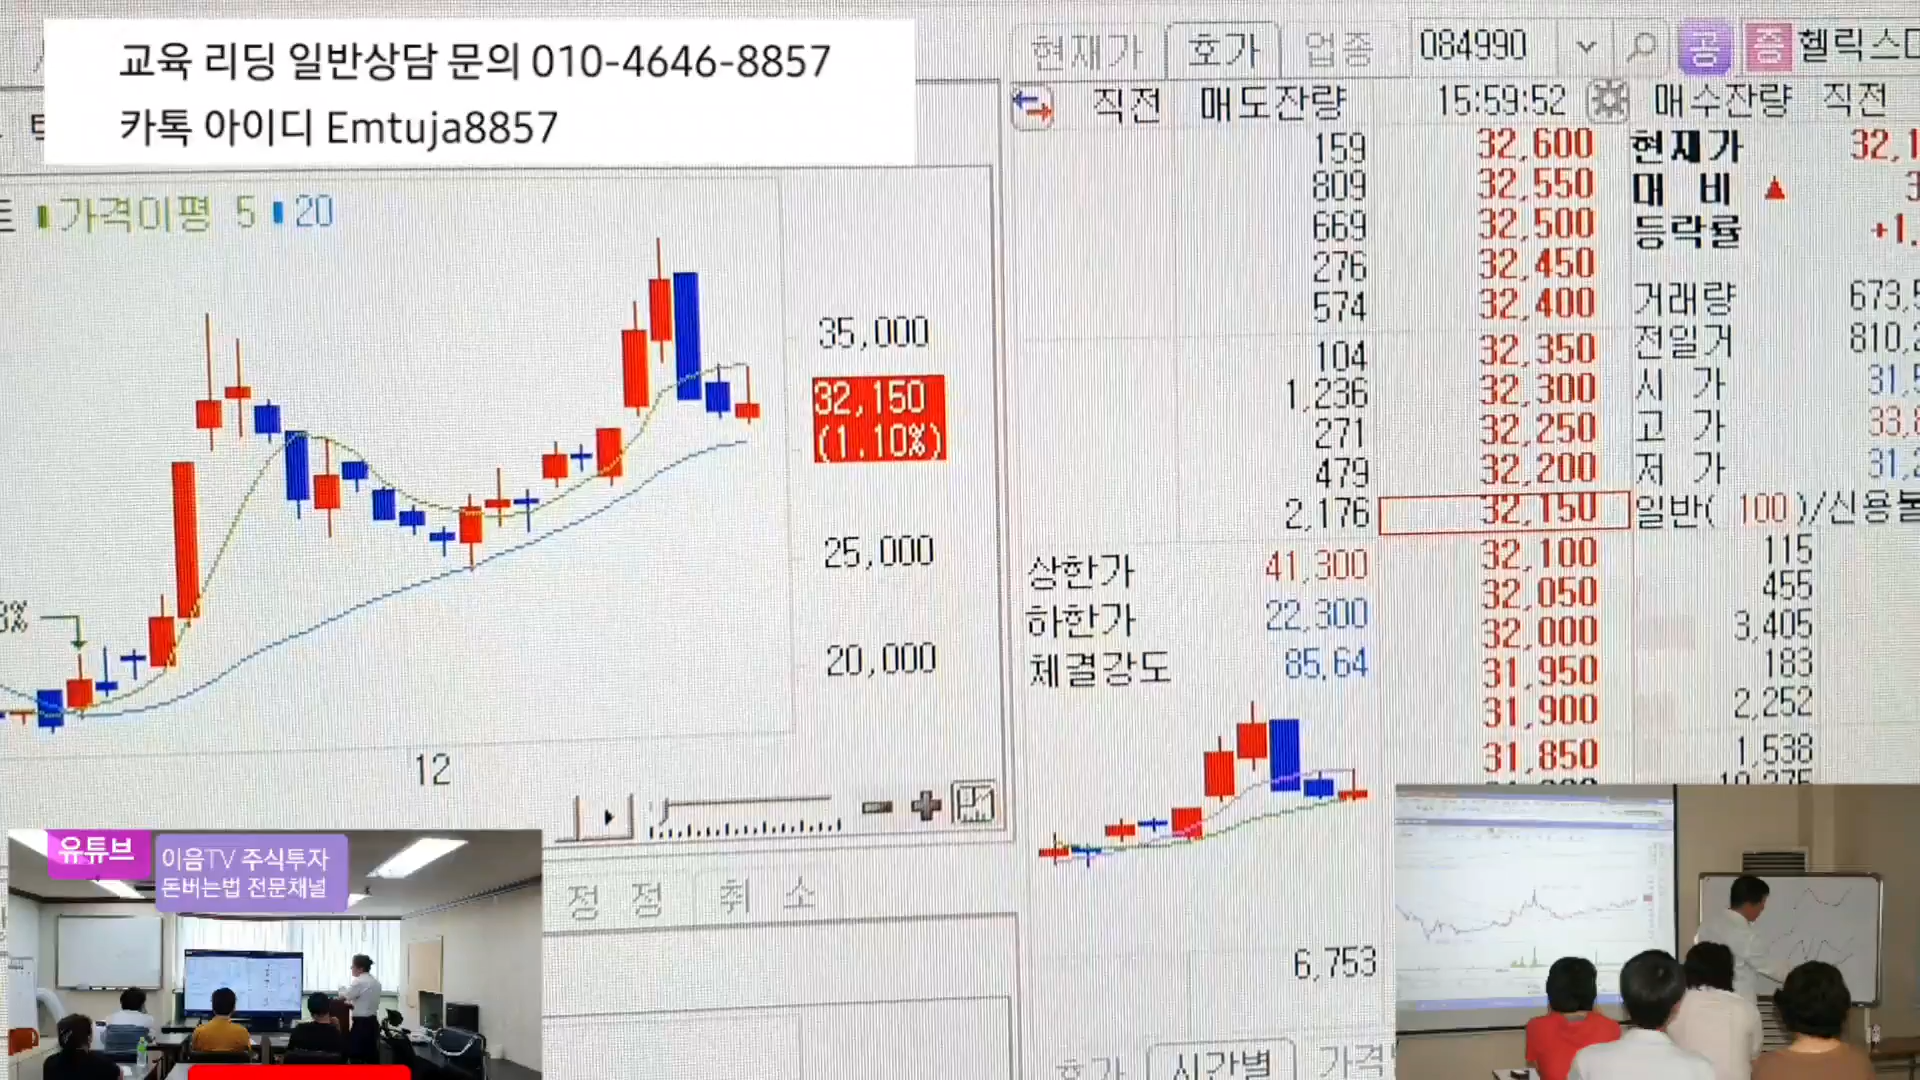 교육 리딩 일반상담 문의 010-4646-8857
카톡 아이디 Emtuja8857
가격이평 5 20
35,000
32,150
(1.10%)
25,000
20,000
12
정 정 취 소
현재가 호가 업종 084990 공 증
직전 매도잔량 15:59:52 매수잔량 직전
159 32,600 현재가
809 32,550 대 비
669 32,500 등락률
276 32,450
574 32,400 거래량
104 32,350 전일거
1,236 32,300 시 가
271 32,250 고 가
479 32,200 저 가
2,176 32,150 일반( 100 )/신용
상한가 41,300 32,100 115
32,050 455
하한가 22,300 32,000 3,405
체결강도 85,64 31,950 183
31,900 2,252
31,850 1,538
6,753
호가 시간별 가격
유튜브
이음TV 주식투자
돈버는법 전문채널